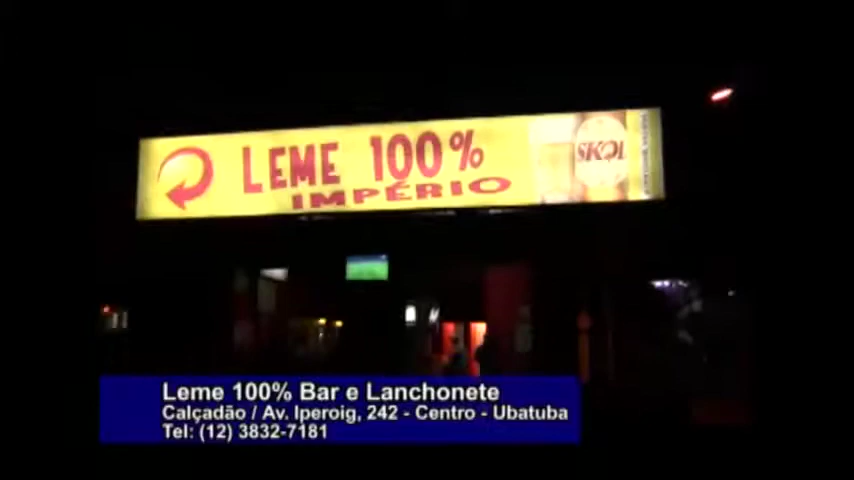 LEME 100%
IMPÉRIO
SKOL
Leme 100% Bar e Lanchonete
Calçadão / Av. Iperoig, 242 - Centro - Ubatuba
Tel: (12) 3832-7181